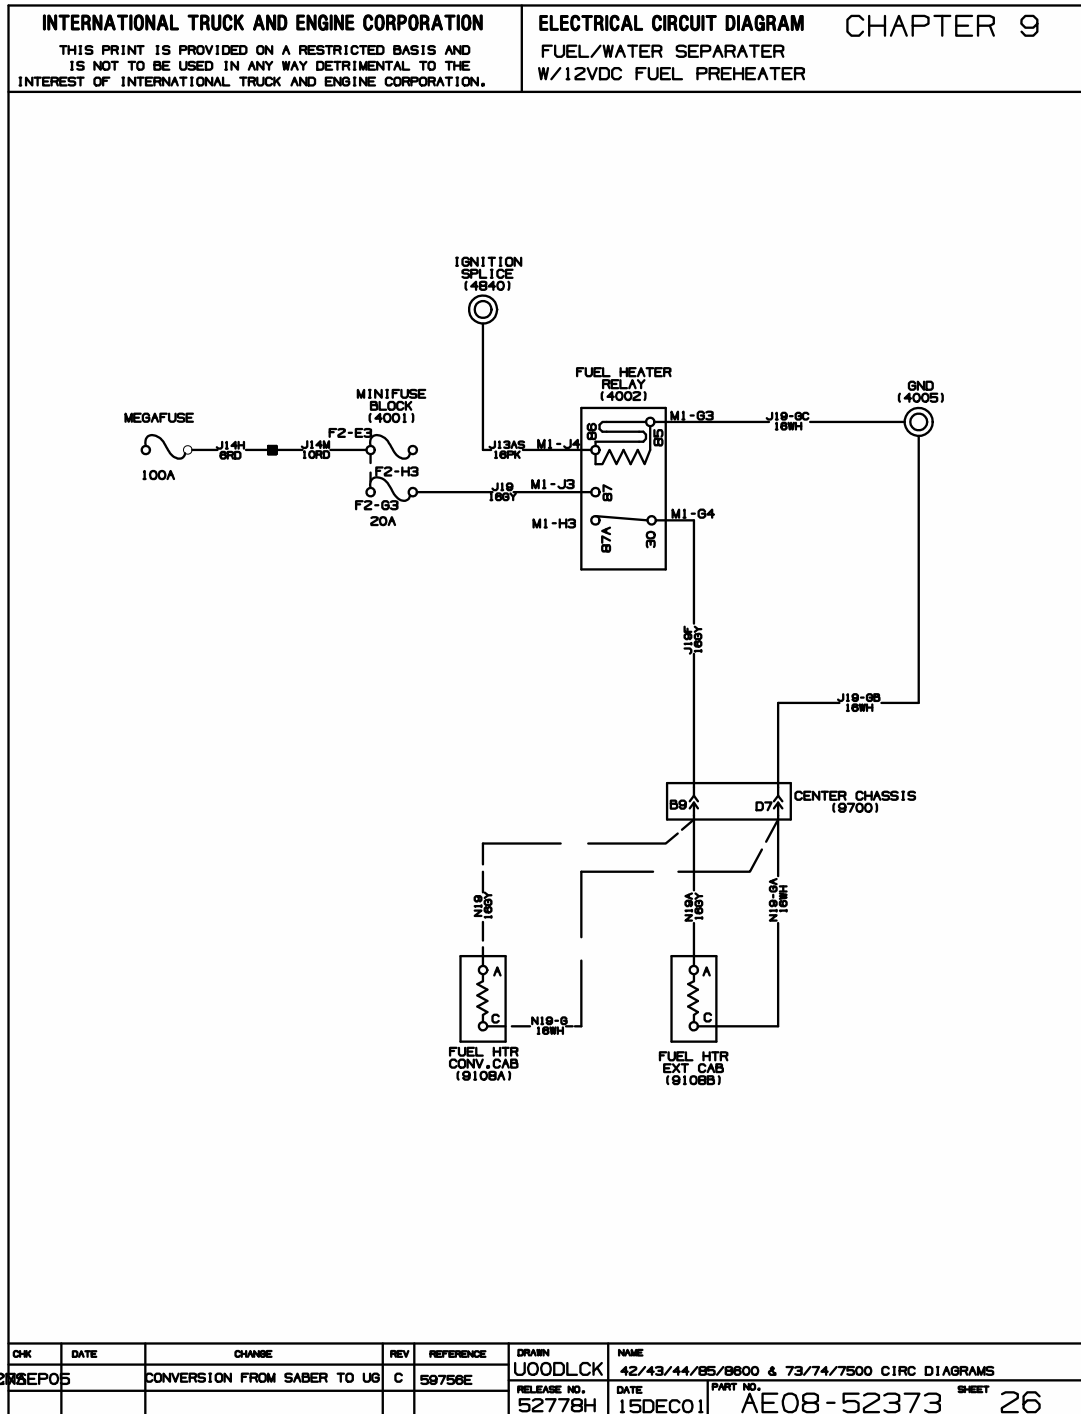 INTERNATIONAL TRUCK AND ENGINE CORPORATION
THIS PRINT IS PROVIDED ON A RESTRICTED BASIS AND
IS NOT TO BE USED IN ANY WAY DETRIMENTAL TO THE
INTEREST OF INTERNATIONAL TRUCK AND ENGINE CORPORATION.
ELECTRICAL CIRCUIT DIAGRAM CHAPTER 9
FUEL/WATER SEPARATER
W/12VDC FUEL PREHEATER
IGNITION
SPLICE
(4840)
FUEL HEATER
RELAY
(4002)
GND
(4005)
MINIFUSE
BLOCK
(4001)
MEGAFUSE
100A
J14H
6RD
J14M
10RD
F2-E3
F2-H3
F2-G3
20A
J13AS
16PK
M1-J4
86
85
M1-G3
J19-GC
16WH
J19
16GY
M1-J3
87
M1-H3
87A
30
M1-G4
J19F
16GY
J19-GB
16WH
B9
D7
CENTER CHASSIS
(9700)
N19
16GY
N19A
16GY
N19-GA
16WH
A
C
N19-G
16WH
A
C
FUEL HTR
CONV.CAB
(9108A)
FUEL HTR
EXT CAB
(9108B)
CHK DATE CHANGE REV REFERENCE
CONVERSION FROM SABER TO UG C 59756E
DRAWN
UOODLCK
NAME
42/43/44/85/8600 & 73/74/7500 CIRC DIAGRAMS
RELEASE NO.
52778H
DATE
15DEC01
PART NO.
AE08-52373
SHEET
26